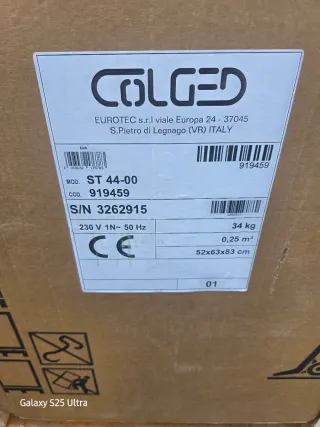 COLGED
EUROTEC s.r.l viale Europa 24 - 37045
S.Pietro di Legnago (VR) ITALY
919459
MOD. ST 44-00
COD. 919459
S/N 3262915
230 V 1N~ 50 Hz
34 kg
0,25 m³
CE
52x63x83 cm
01
Galaxy S25 Ultra